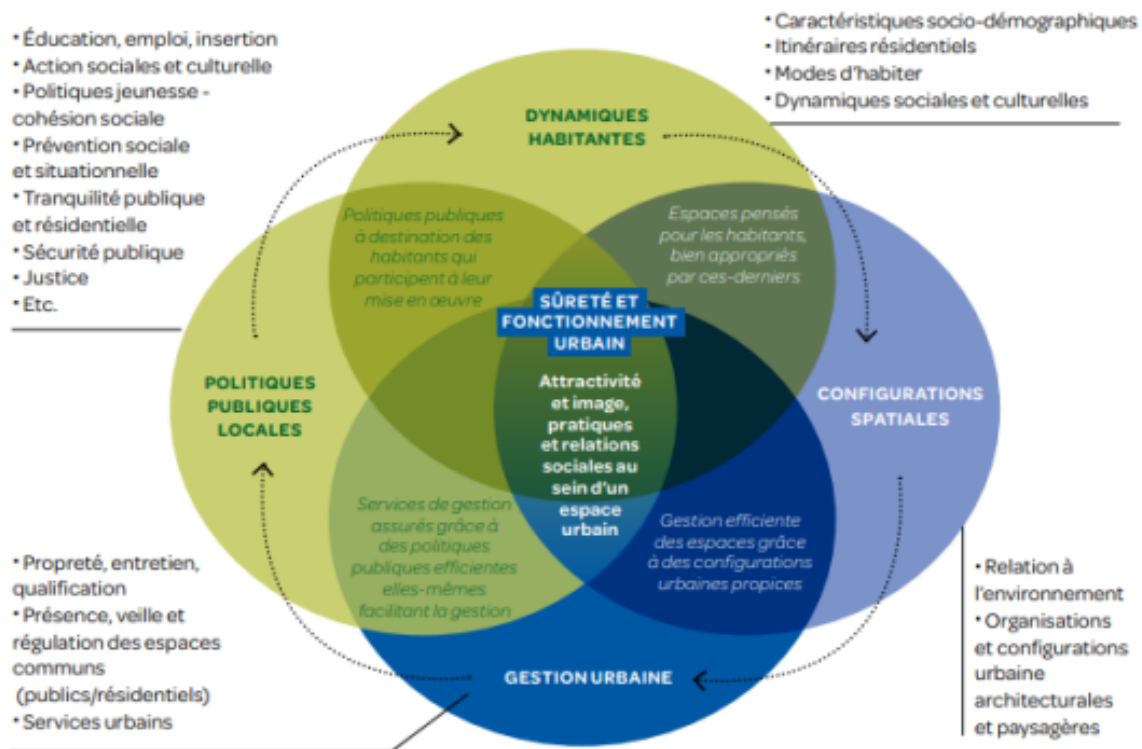 • Éducation, emploi, insertion
• Action sociales et culturelle
• Politiques jeunesse -
cohésion sociale
• Prévention sociale
et situationnelle
• Tranquilité publique
et résidentielle
• Sécurité publique
• Justice
• Etc.
• Caractéristiques socio-démographiques
• Itinéraires résidentiels
• Modes d'habiter
• Dynamiques sociales et culturelles
DYNAMIQUES
HABITANTES
Politiques publiques
à destination des
habitants qui
participent à leur
mise en œuvre
Espaces pensés
pour les habitants,
bien appropriés
par ces-derniers
SÛRETÉ ET
FONCTIONNEMENT
URBAIN
Attractivité
et image,
pratiques
et relations
sociales au
sein d'un
espace
urbain
POLITIQUES
PUBLIQUES
LOCALES
CONFIGURATIONS
SPATIALES
Services de gestion
assurés grâce à
des politiques
publiques efficientes
elles-mêmes
facilitant la gestion
Gestion efficiente
des espaces grâce
à des configurations
urbaines propices
• Propreté, entretien,
qualification
• Présence, veille et
régulation des espaces
communs
(publics/résidentiels)
• Services urbains
GESTION URBAINE
• Relation à
l'environnement
• Organisations
et configurations
urbaine
architecturales
et paysagères